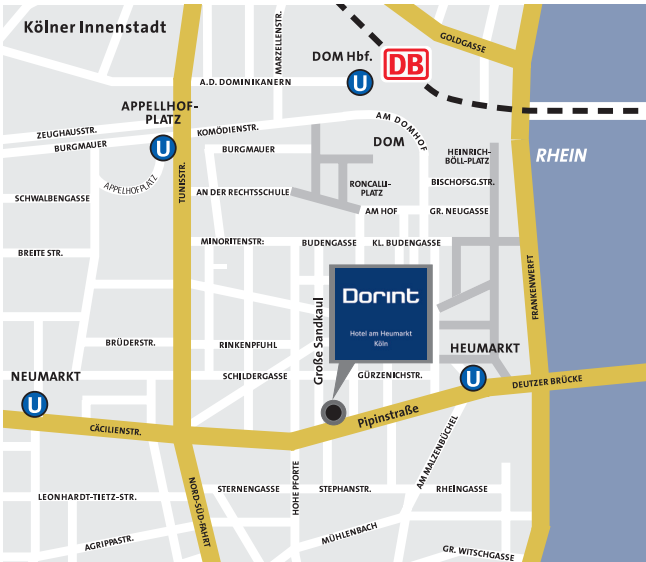 Kölner Innenstadt
MARZELLENSTR.
GOLDGASSE
DOM Hbf.
DB
U
A.D. DOMINIKANERN
APPELLHOF-
PLATZ
U
ZEUGHAUSSTR.
BURGMAUER
KOMÖDIENSTR.
AM DOMHOF
BURGMAUER
DOM
HEINRICH-
BÖLL-PLATZ
RHEIN
APPELHOFPLATZ
TUNISSTR.
SCHWALBENGASSE
AN DER RECHTSSCHULE
RONCALLI-
PLATZ
BISCHOFSG.STR.
AM HOF
GR. NEUGASSE
BREITE STR.
MINORITENSTR:
BUDENGASSE
KL. BUDENGASSE
Große Sandkaul
Dorint
Hotel am Heumarkt
Köln
FRANKENWERFT
BRÜDERSTR.
RINKENPFUHL
HEUMARKT
U
NEUMARKT
U
SCHILDERGASSE
GÜRZENICHSTR.
DEUTZER BRÜCKE
CÄCILIENSTR.
Pipinstraße
AM MALZENBÜCHEL
NORD-SÜD-FAHRT
HOHE PFORTE
LEONHARDT-TIETZ-STR.
STERNENGASSE
STEPHANSTR.
RHEINGASSE
AGRIPPASTR.
MÜHLENBACH
GR. WITSCHGASSE